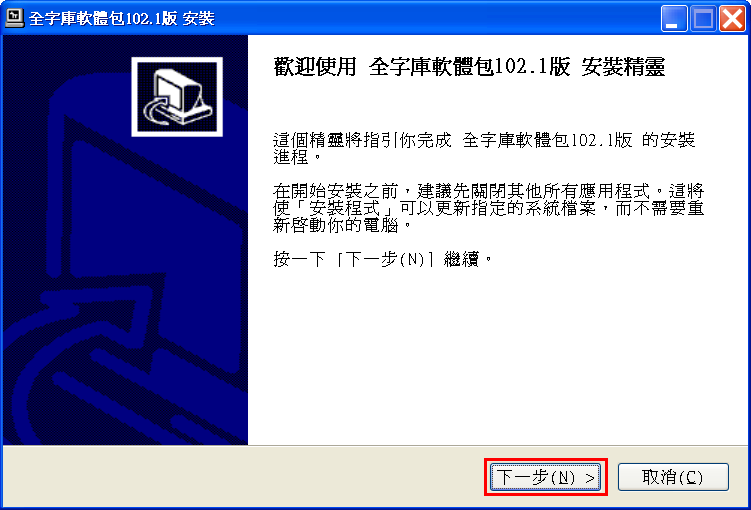 全字庫軟體包102.1版 安裝
歡迎使用 全字庫軟體包102.1版 安裝精靈
這個精靈將指引你完成 全字庫軟體包102.1版 的安裝
進程。
在開始安裝之前，建議先關閉其他所有應用程式。這將
使「安裝程式」可以更新指定的系統檔案，而不需要重
新啓動你的電腦。
按一下 [下一步(N)] 繼續。
下一步(N) > 取消(C)